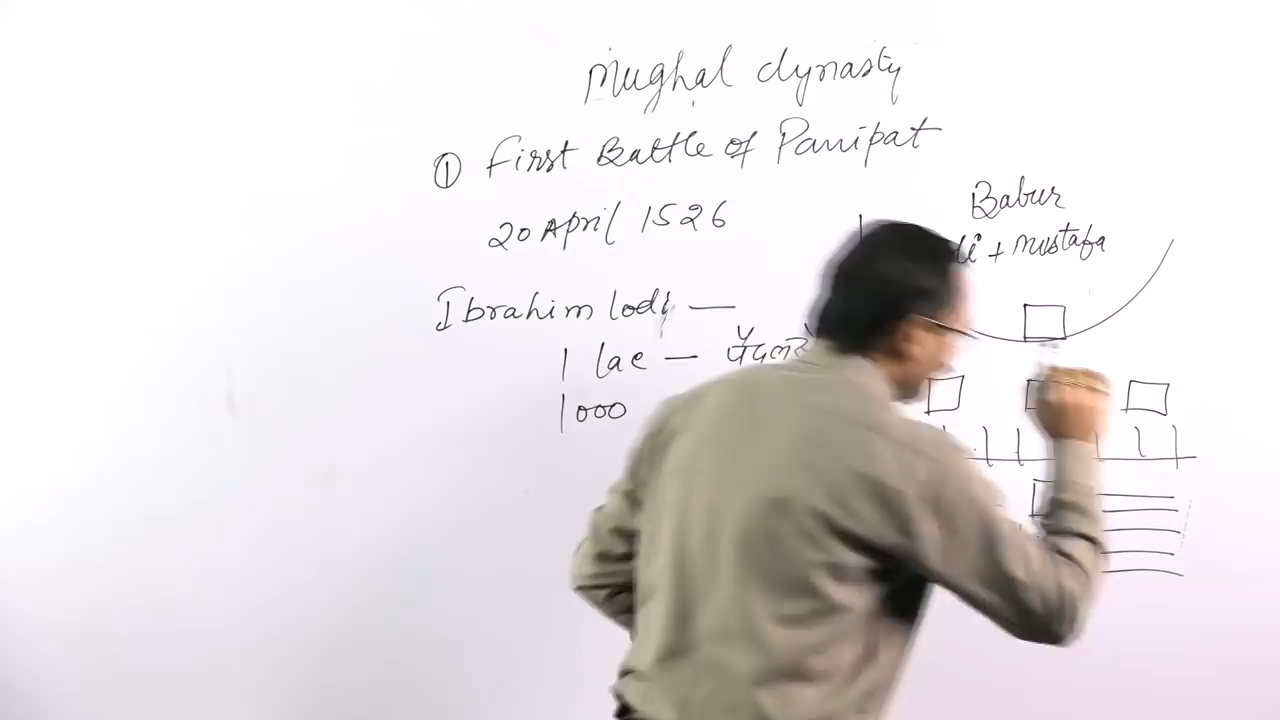 Mughal dynasty
① First Battle of Panipat
20 April 1526
Ibrahim lodi —
1 lac —
1000
Babur
+ Mustafa